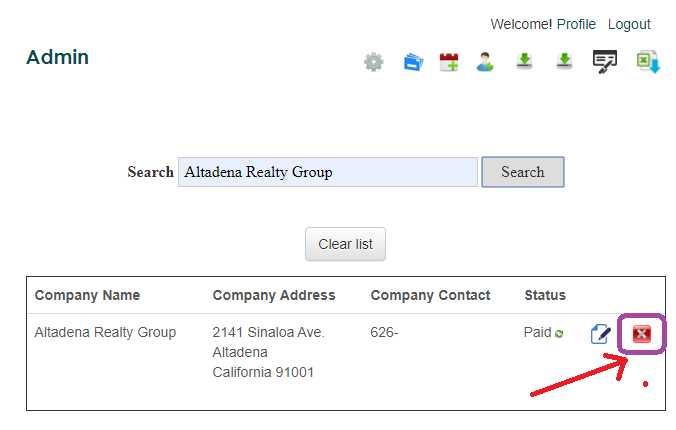 Welcome! Profile Logout
Admin
Search Altadena Realty Group Search
Clear list
Company Name Company Address Company Contact Status
Altadena Realty Group 2141 Sinaloa Ave. 626- Paid
Altadena
California 91001